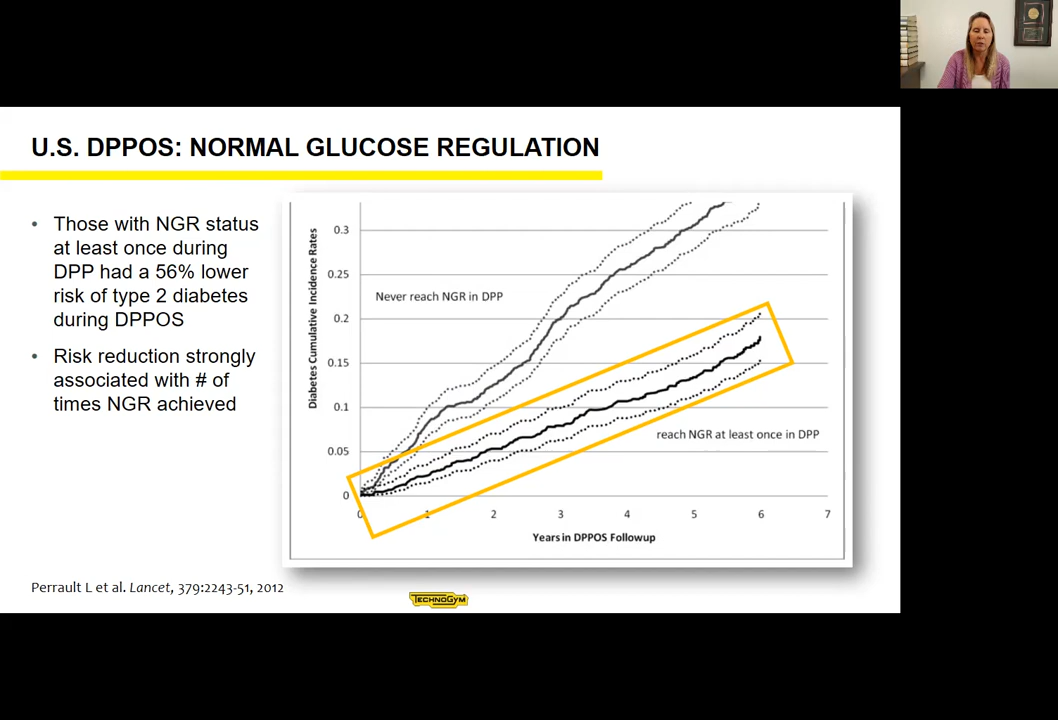 U.S. DPPOS: NORMAL GLUCOSE REGULATION
• Those with NGR status
at least once during
DPP had a 56% lower
risk of type 2 diabetes
during DPPOS
• Risk reduction strongly
associated with # of
times NGR achieved
Diabetes Cumulative Incidence Rates
0.3
0.25
0.2
0.15
0.1
0.05
0
Never reach NGR in DPP
reach NGR at least once in DPP
0 1 2 3 4 5 6 7
Years in DPPOS Followup
Perrault L et al. Lancet, 379:2243-51, 2012
TECHNOGYM